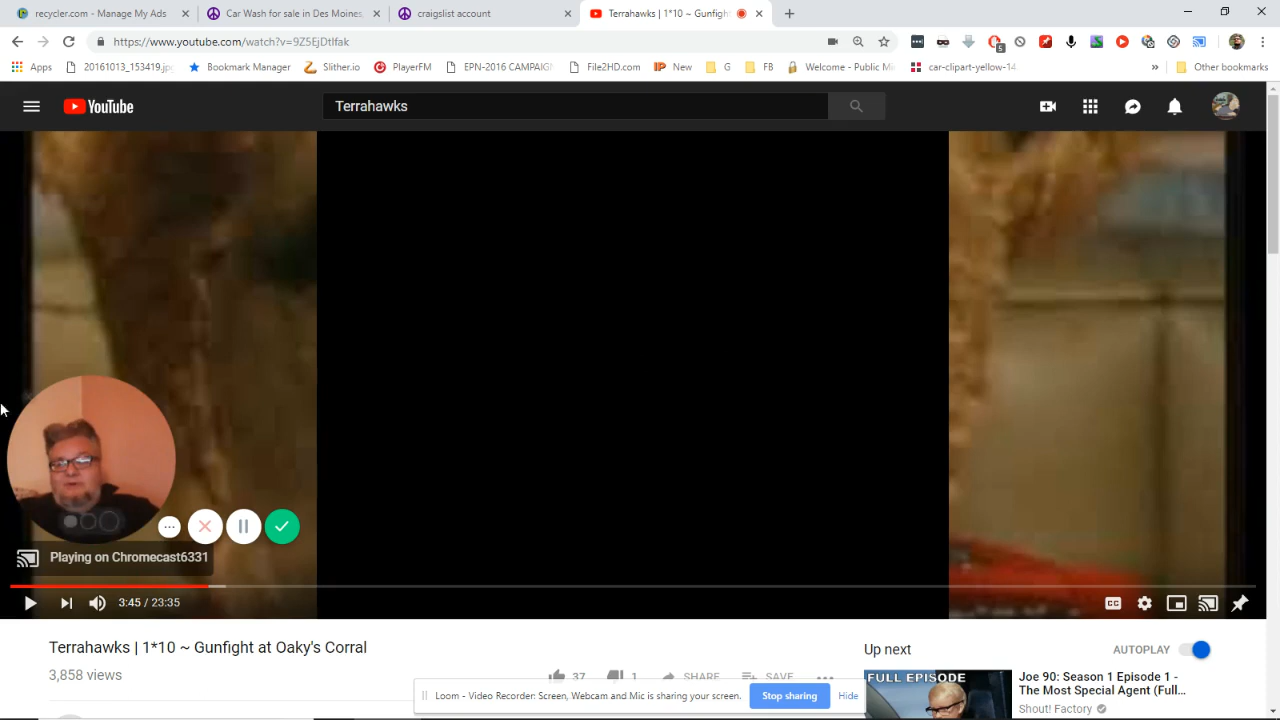 recycler.com - Manage My Ads
Car Wash for sale in Des Moines,
craigslist account
Terrahawks | 1*10 ~ Gunfigh
https://www.youtube.com/watch?v=9Z5EjDtIfak
5
Apps
20161013_153419.jp
Bookmark Manager
Slither.io
PlayerFM
EPN-2016 CAMPAIG
File2HD.com
IP
New
G
FB
Welcome - Public M
car-clipart-yellow-14
»
Other bookmarks
YouTube
Terrahawks
Playing on Chromecast6331
3:45 / 23:35
CC
Terrahawks | 1*10 ~ Gunfight at Oaky's Corral
3,858 views
37
1
SHARE
SAVE
Loom - Video Recorder: Screen, Webcam and Mic is sharing your screen.
Stop sharing
Hide
Up next
AUTOPLAY
FULL EPISODE
Joe 90: Season 1 Episode 1 -
The Most Special Agent (Full...
Shout! Factory